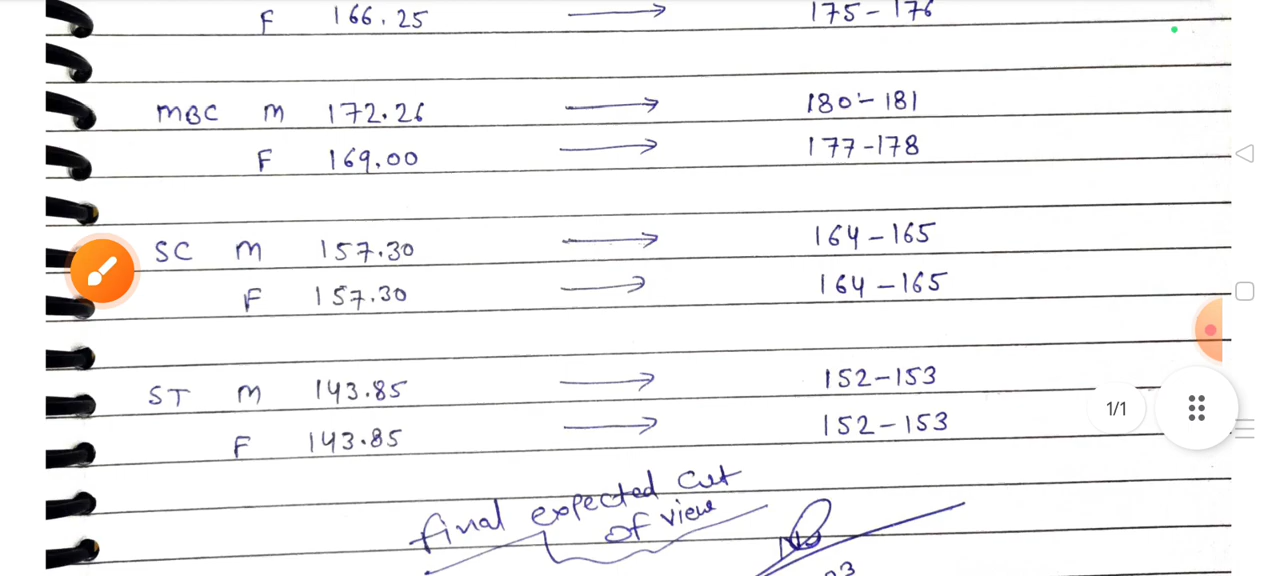 F 166.25 → 175-176
MBC M 172.26 → 180-181
F 169.00 → 177-178
SC M 157.30 → 164-165
F 157.30 → 164-165
ST M 143.85 → 152-153
1/1
F 143.85 → 152-153
final expected cut
of view